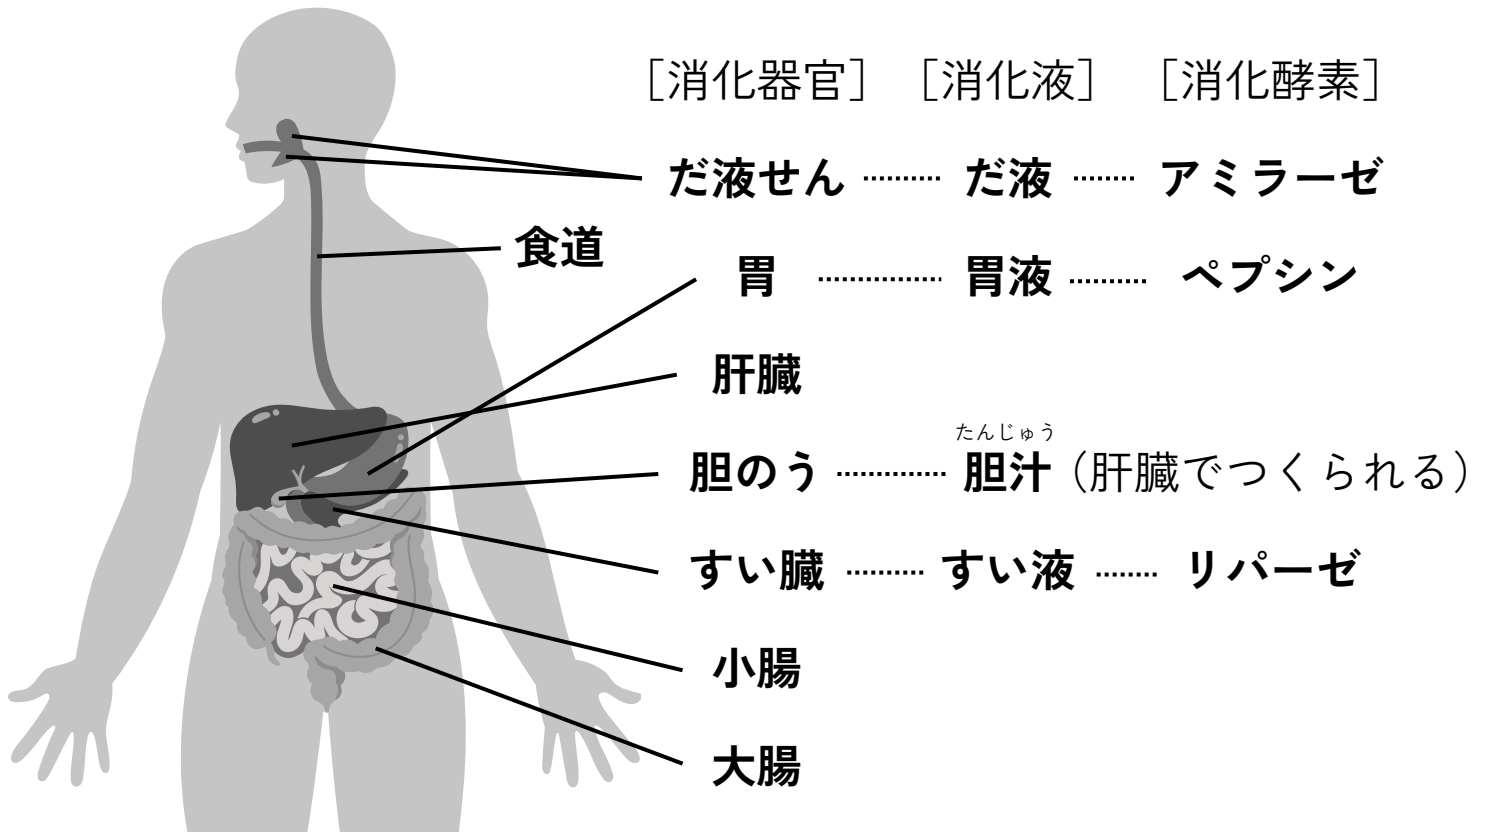 ［消化器官］ ［消化液］ ［消化酵素］
だ液せん ……… だ液 ……… アミラーゼ
食道
胃 ……… 胃液 ……… ペプシン
肝臓
たんじゅう
胆のう ……… 胆汁（肝臓でつくられる）
すい臓 ……… すい液 ……… リパーゼ
小腸
大腸